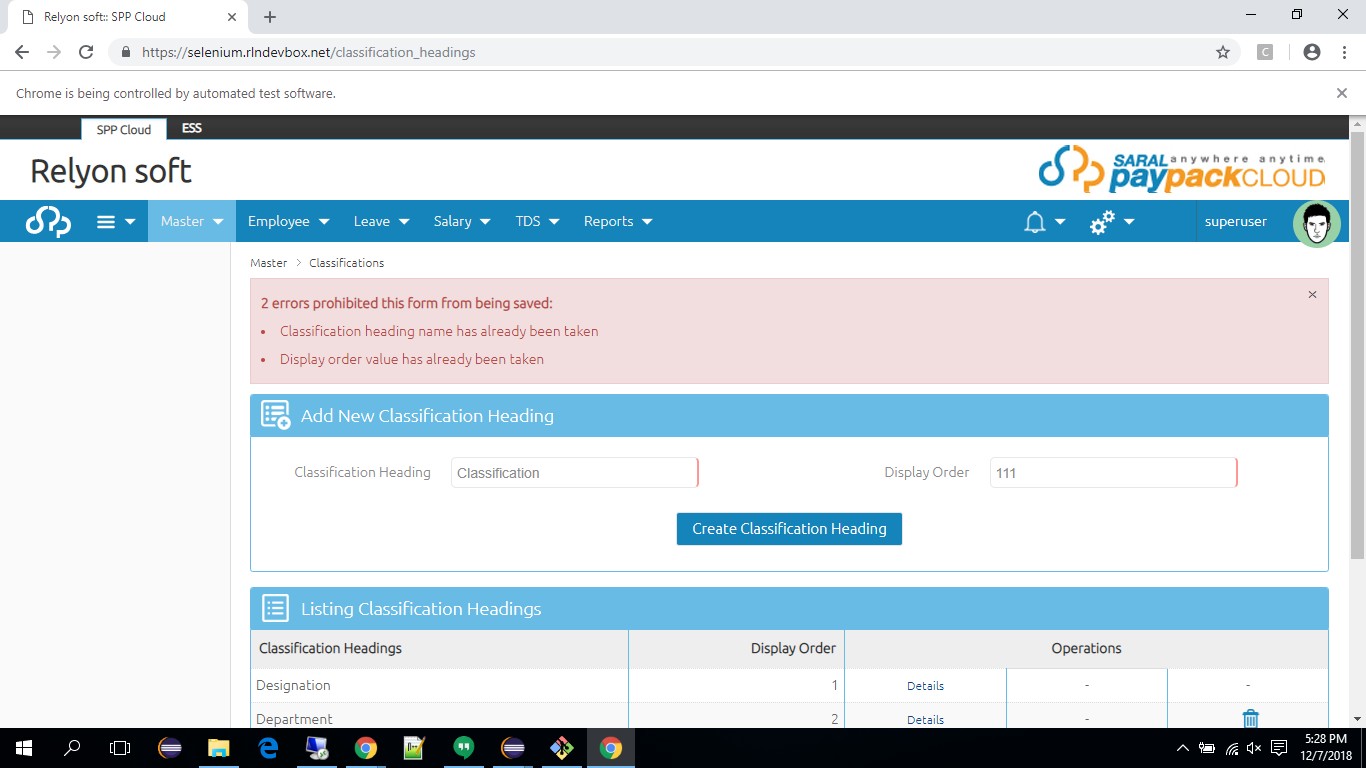 Relyon soft:: SPP Cloud
https://selenium.rlndevbox.net/classification_headings
C
Chrome is being controlled by automated test software.
SPP Cloud ESS
Relyon soft
SARAL anywhere anytime
paypackCLOUD
Master Employee Leave Salary TDS Reports superuser
Master > Classifications
2 errors prohibited this form from being saved:
• Classification heading name has already been taken
• Display order value has already been taken
Add New Classification Heading
Classification Heading Classification Display Order 111
Create Classification Heading
Listing Classification Headings
Classification Headings Display Order Operations
Designation 1 Details - -
Department 2 Details -
5:28 PM
12/7/2018